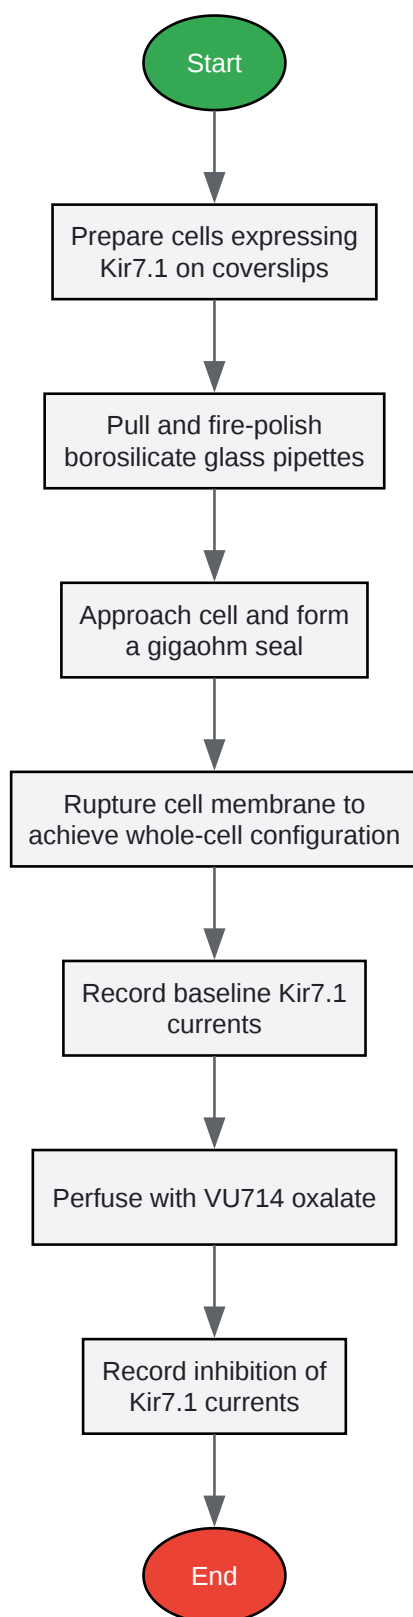 Start
Prepare cells expressing
Kir7.1 on coverslips
Pull and fire-polish
borosilicate glass pipettes
Approach cell and form
a gigaohm seal
Rupture cell membrane to
achieve whole-cell configuration
Record baseline Kir7.1
currents
Perfuse with VU714 oxalate
Record inhibition of
Kir7.1 currents
End